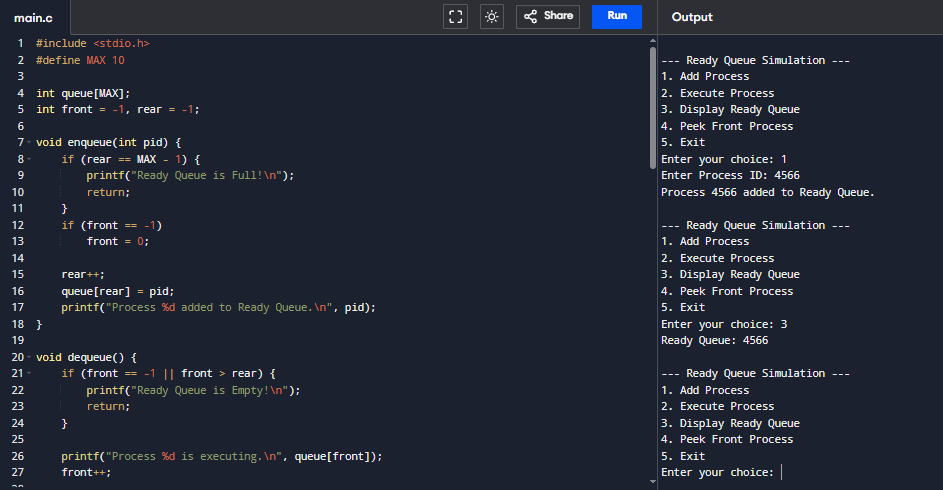 main.c
Share
Run
Output
1 #include <stdio.h>
2 #define MAX 10
3
4 int queue[MAX];
5 int front = -1, rear = -1;
6
7 void enqueue(int pid) {
8     if (rear == MAX - 1) {
9         printf("Ready Queue is Full!\n");
10         return;
11     }
12     if (front == -1)
13         front = 0;
14
15     rear++;
16     queue[rear] = pid;
17     printf("Process %d added to Ready Queue.\n", pid);
18 }
19
20 void dequeue() {
21     if (front == -1 || front > rear) {
22         printf("Ready Queue is Empty!\n");
23         return;
24     }
25
26     printf("Process %d is executing.\n", queue[front]);
27     front++;
28
--- Ready Queue Simulation ---
1. Add Process
2. Execute Process
3. Display Ready Queue
4. Peek Front Process
5. Exit
Enter your choice: 1
Enter Process ID: 4566
Process 4566 added to Ready Queue.
--- Ready Queue Simulation ---
1. Add Process
2. Execute Process
3. Display Ready Queue
4. Peek Front Process
5. Exit
Enter your choice: 3
Ready Queue: 4566
--- Ready Queue Simulation ---
1. Add Process
2. Execute Process
3. Display Ready Queue
4. Peek Front Process
5. Exit
Enter your choice: